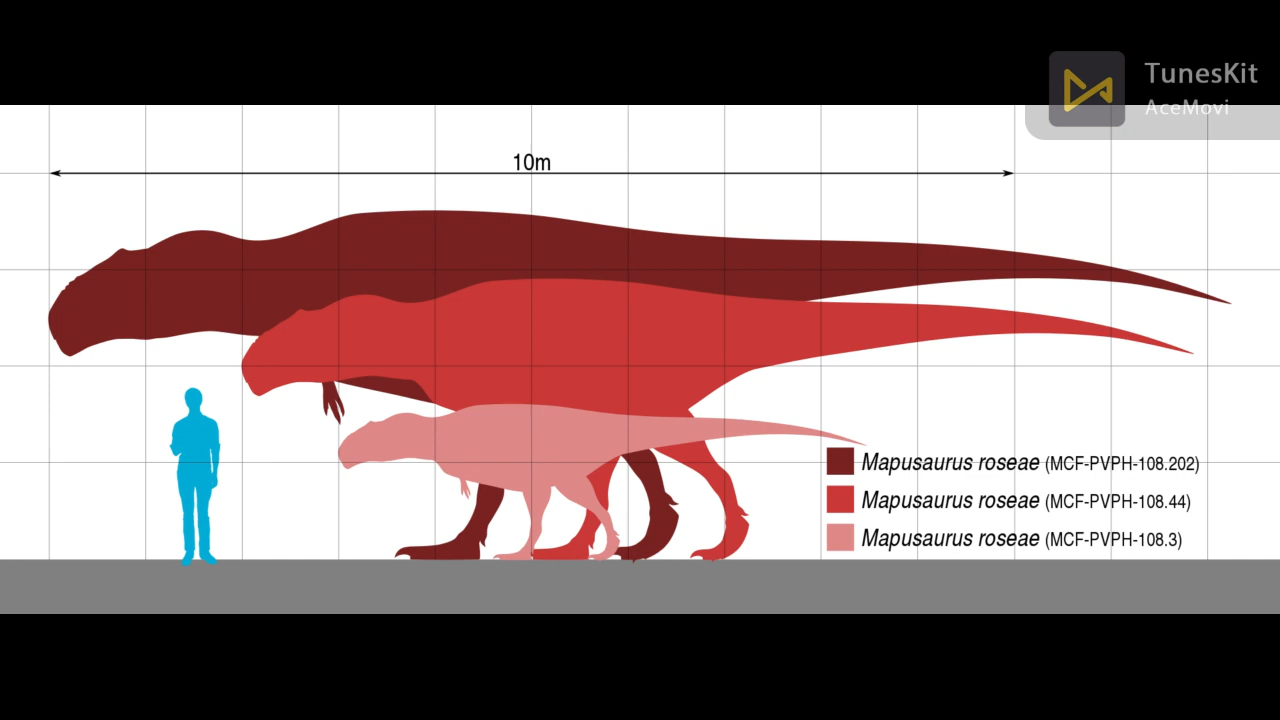 TunesKit
AceMovi
10m
Mapusaurus roseae (MCF-PVPH-108.202)
Mapusaurus roseae (MCF-PVPH-108.44)
Mapusaurus roseae (MCF-PVPH-108.3)